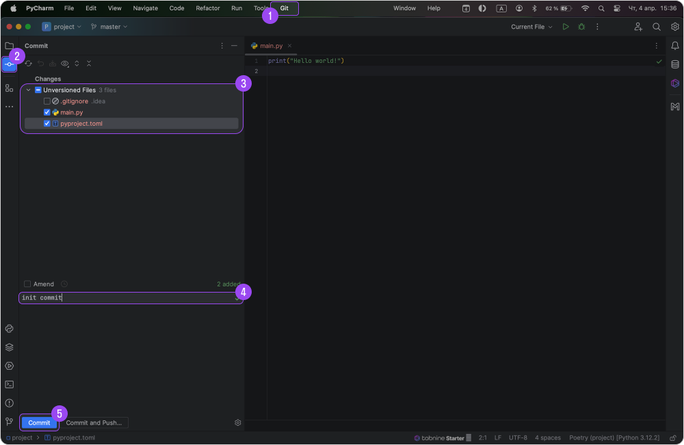 PyCharm File Edit View Navigate Code Refactor Run Tools Git Window Help A 62 % Чт, 4 апр. 15:36
1
P project master Current File
2
Commit
main.py
Changes
3
Unversioned Files 3 files
.gitignore .idea
main.py
pyproject.toml
1 print("Hello world!")
2
Amend 2 added
4
init commit
5
Commit Commit and Push...
project > pyproject.toml
tabnine Starter 2:1 LF UTF-8 4 spaces Poetry (project) [Python 3.12.2]